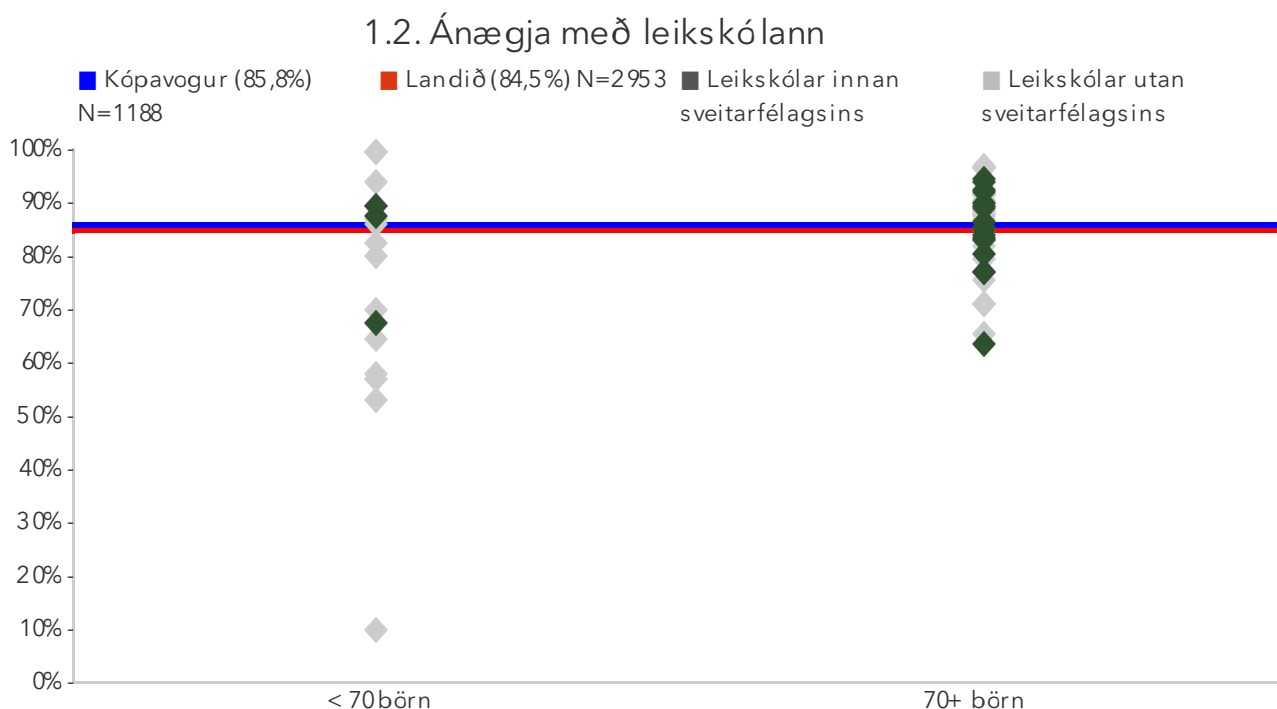 1.2. Ánægja með leikskólann
Kópavogur (85,8%) N=1188
Landið (84,5%) N=2953
Leikskólar innan sveitarfélagsins
Leikskólar utan sveitarfélagsins
100%
90%
80%
70%
60%
50%
40%
30%
20%
10%
0%
< 70 börn
70+ börn